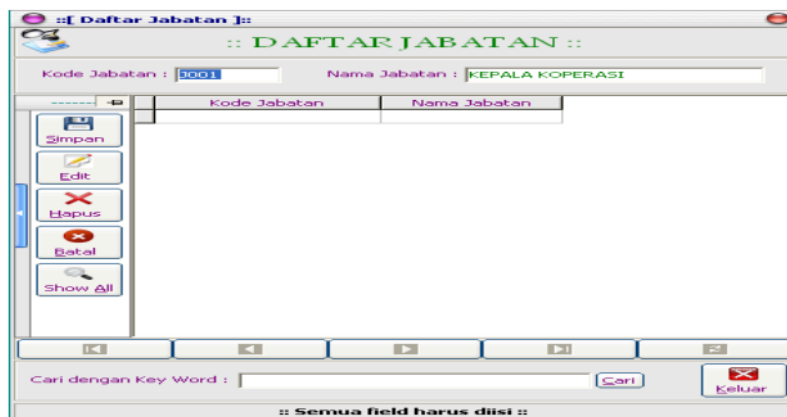 ::[ Daftar Jabatan ]::
:: DAFTAR JABATAN ::
Kode Jabatan : J001 Nama Jabatan : KEPALA KOPERASI
Kode Jabatan Nama Jabatan
Simpan
Edit
Hapus
Batal
Show All
Cari dengan Key Word : Cari
Keluar
:: Semua field harus diisi ::